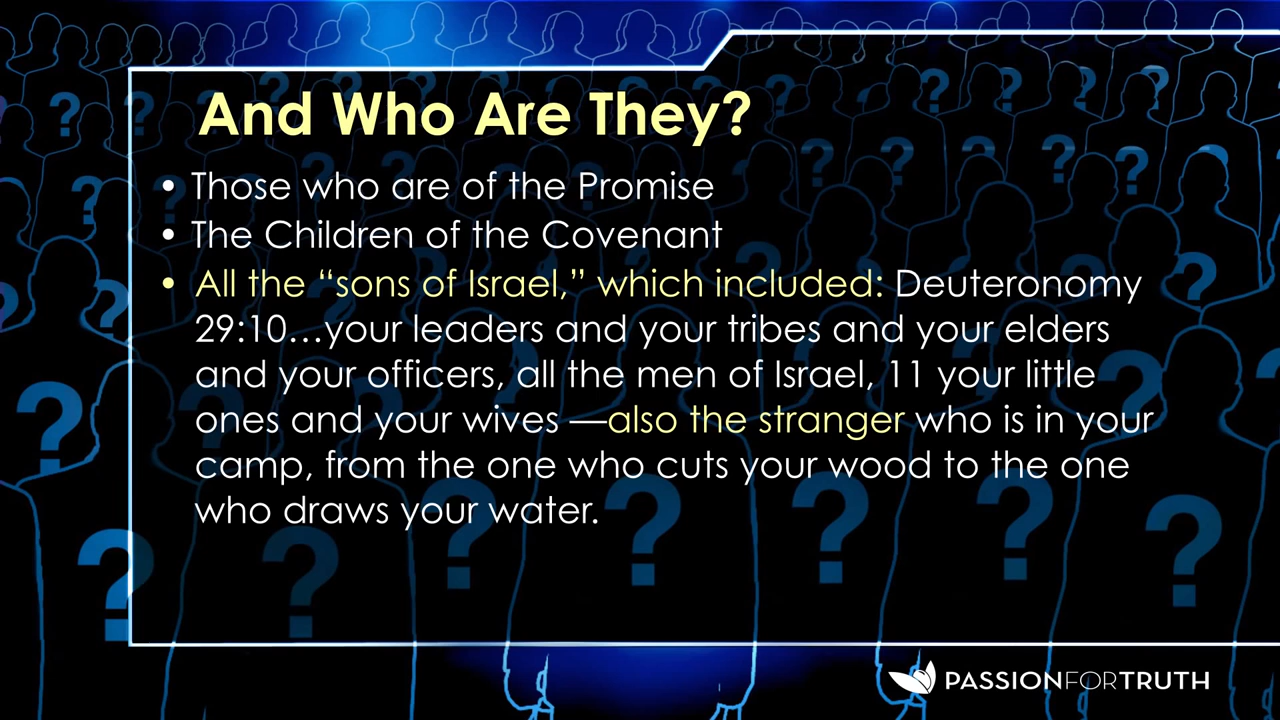 And Who Are They?
• Those who are of the Promise
• The Children of the Covenant
• All the “sons of Israel,” which included: Deuteronomy
29:10…your leaders and your tribes and your elders
and your officers, all the men of Israel, 11 your little
ones and your wives —also the stranger who is in your
camp, from the one who cuts your wood to the one
who draws your water.
PASSIONFORTRUTH